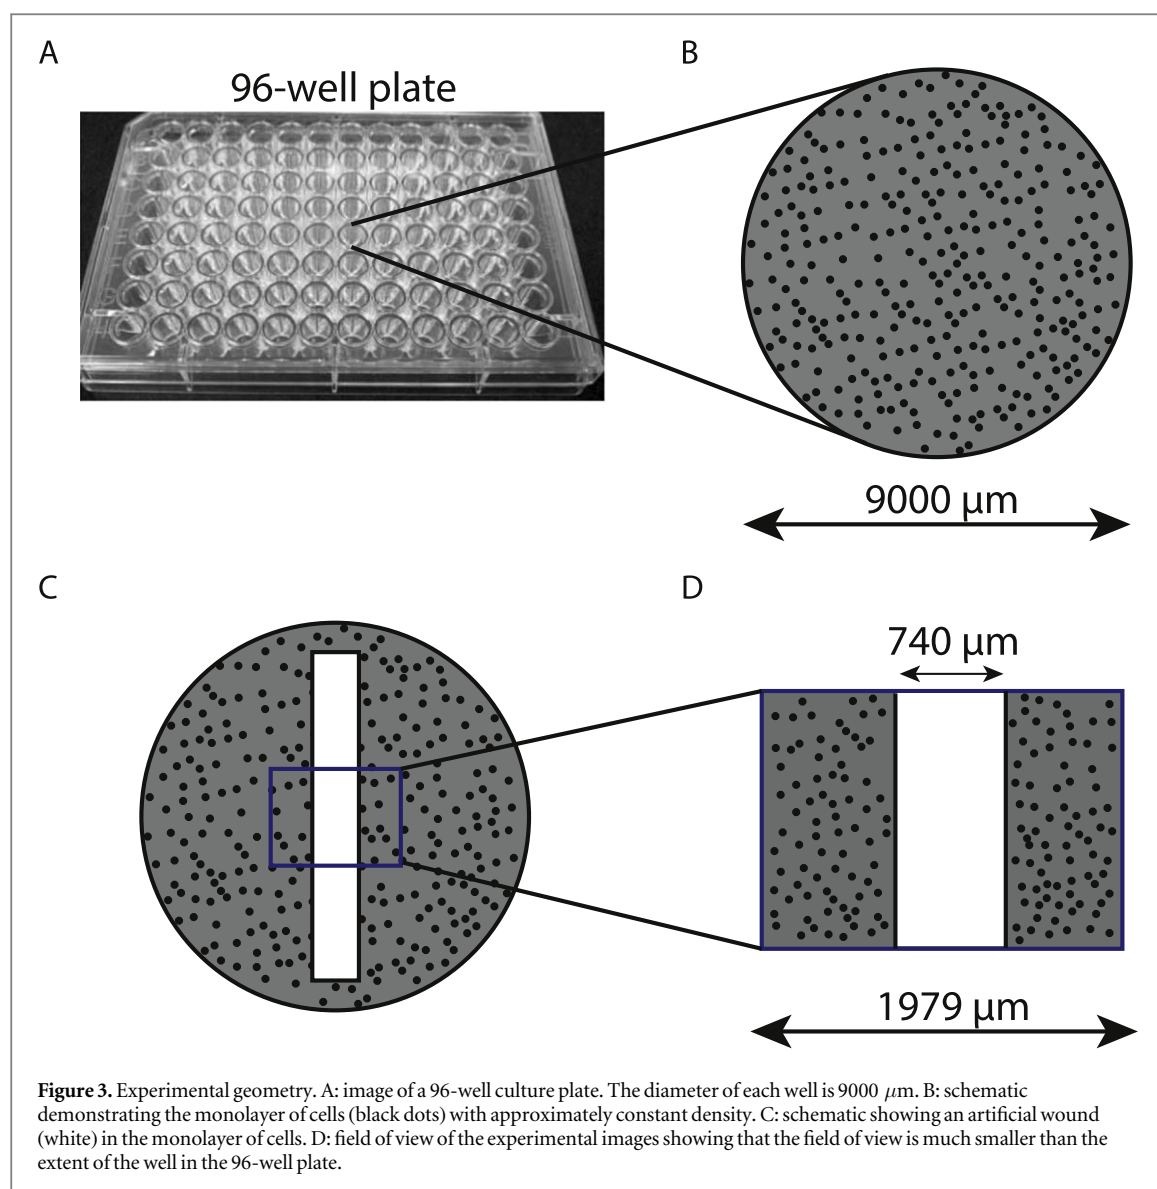 A
B
96-well plate
9000 µm
C
D
740 µm
1979 µm
Figure 3. Experimental geometry. A: image of a 96-well culture plate. The diameter of each well is 9000 μm. B: schematic
demonstrating the monolayer of cells (black dots) with approximately constant density. C: schematic showing an artificial wound
(white) in the monolayer of cells. D: field of view of the experimental images showing that the field of view is much smaller than the
extent of the well in the 96-well plate.